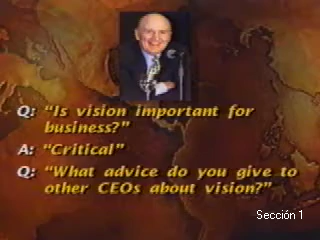 Q: “Is vision important for
business?”
A: “Critical”
Q: “What advice do you give to
other CEOs about vision?”
Sección 1